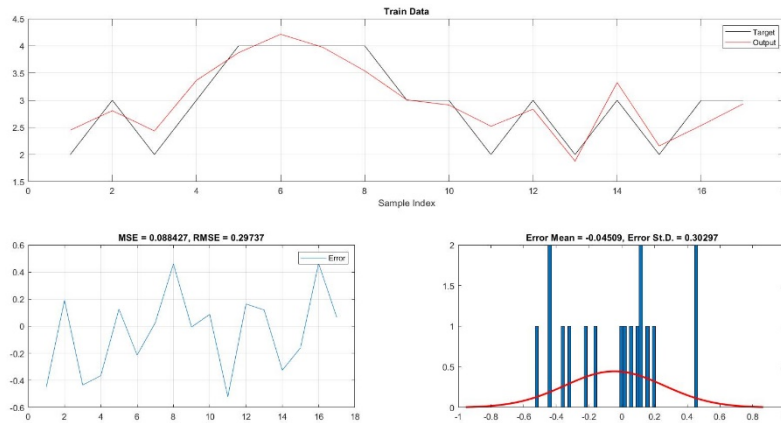 Train Data
4.5
4
3.5
3
2.5
2
1.5
0 2 4 6 8 10 12 14 16
Sample Index
Target
Output
MSE = 0.088427, RMSE = 0.29737
0.6
0.4
0.2
0
-0.2
-0.4
-0.6
0 2 4 6 8 10 12 14 16 18
Error
Error Mean = -0.04509, Error St.D. = 0.30297
2
1.5
1
0.5
0
-1 -0.8 -0.6 -0.4 -0.2 0 0.2 0.4 0.6 0.8